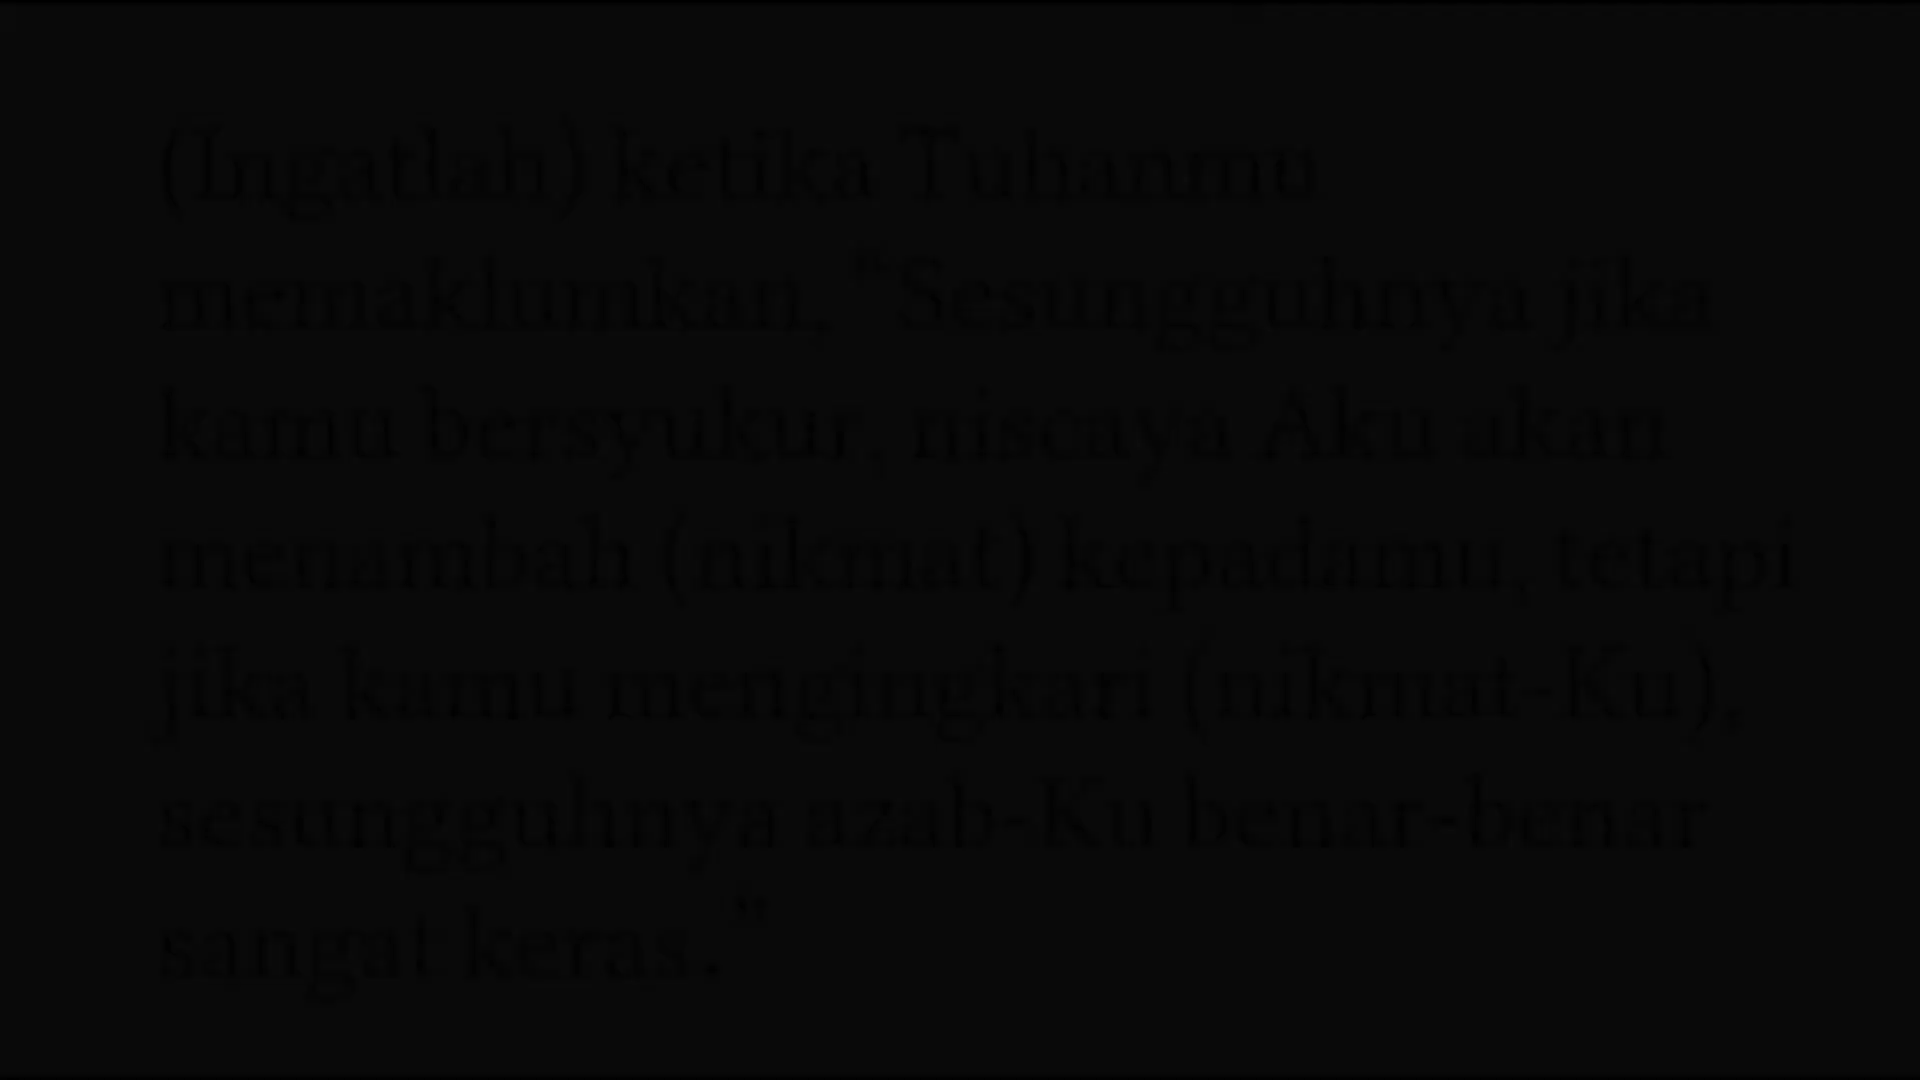 (Ingatlah) ketika Tuhanmu
memaklumkan, "Sesungguhnya jika
kamu bersyukur, niscaya Aku akan
menambah (nikmat) kepadamu, tetapi
jika kamu mengingkari (nikmat-Ku),
sesungguhnya azab-Ku benar-benar
sangat keras."